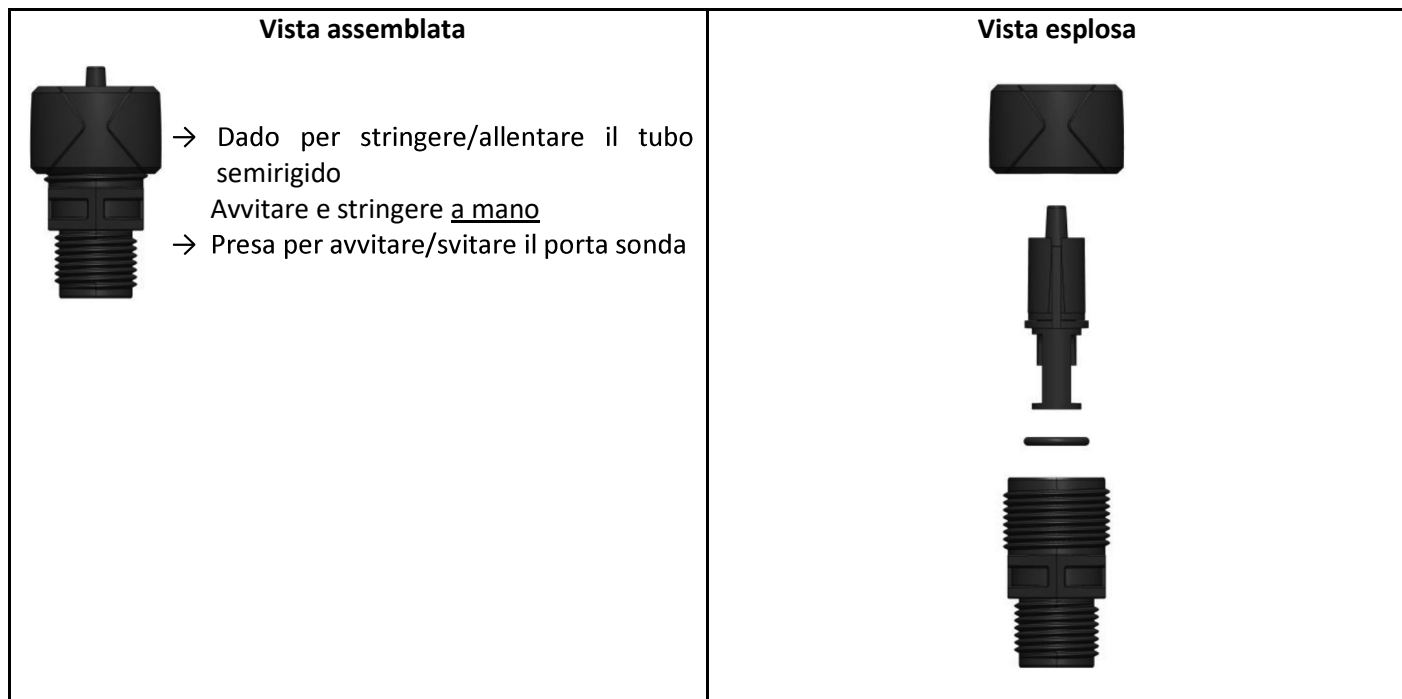 Vista assemblata
→ Dado per stringere/allentare il tubo
semirigido
Avvitare e stringere a mano
→ Presa per avvitare/svitare il porta sonda
Vista esplosa